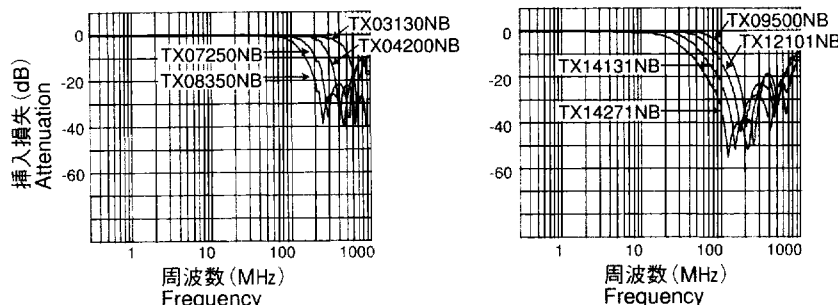 挿入損失(dB)
Attenuation
0
-20
-40
-60
TX03130NB
TX04200NB
TX07250NB
TX08350NB
1 10 100 1000
周波数(MHz)
Frequency
0
-20
-40
-60
TX09500NB
TX12101NB
TX14131NB
TX14271NB
1 10 100 1000
周波数(MHz)
Frequency